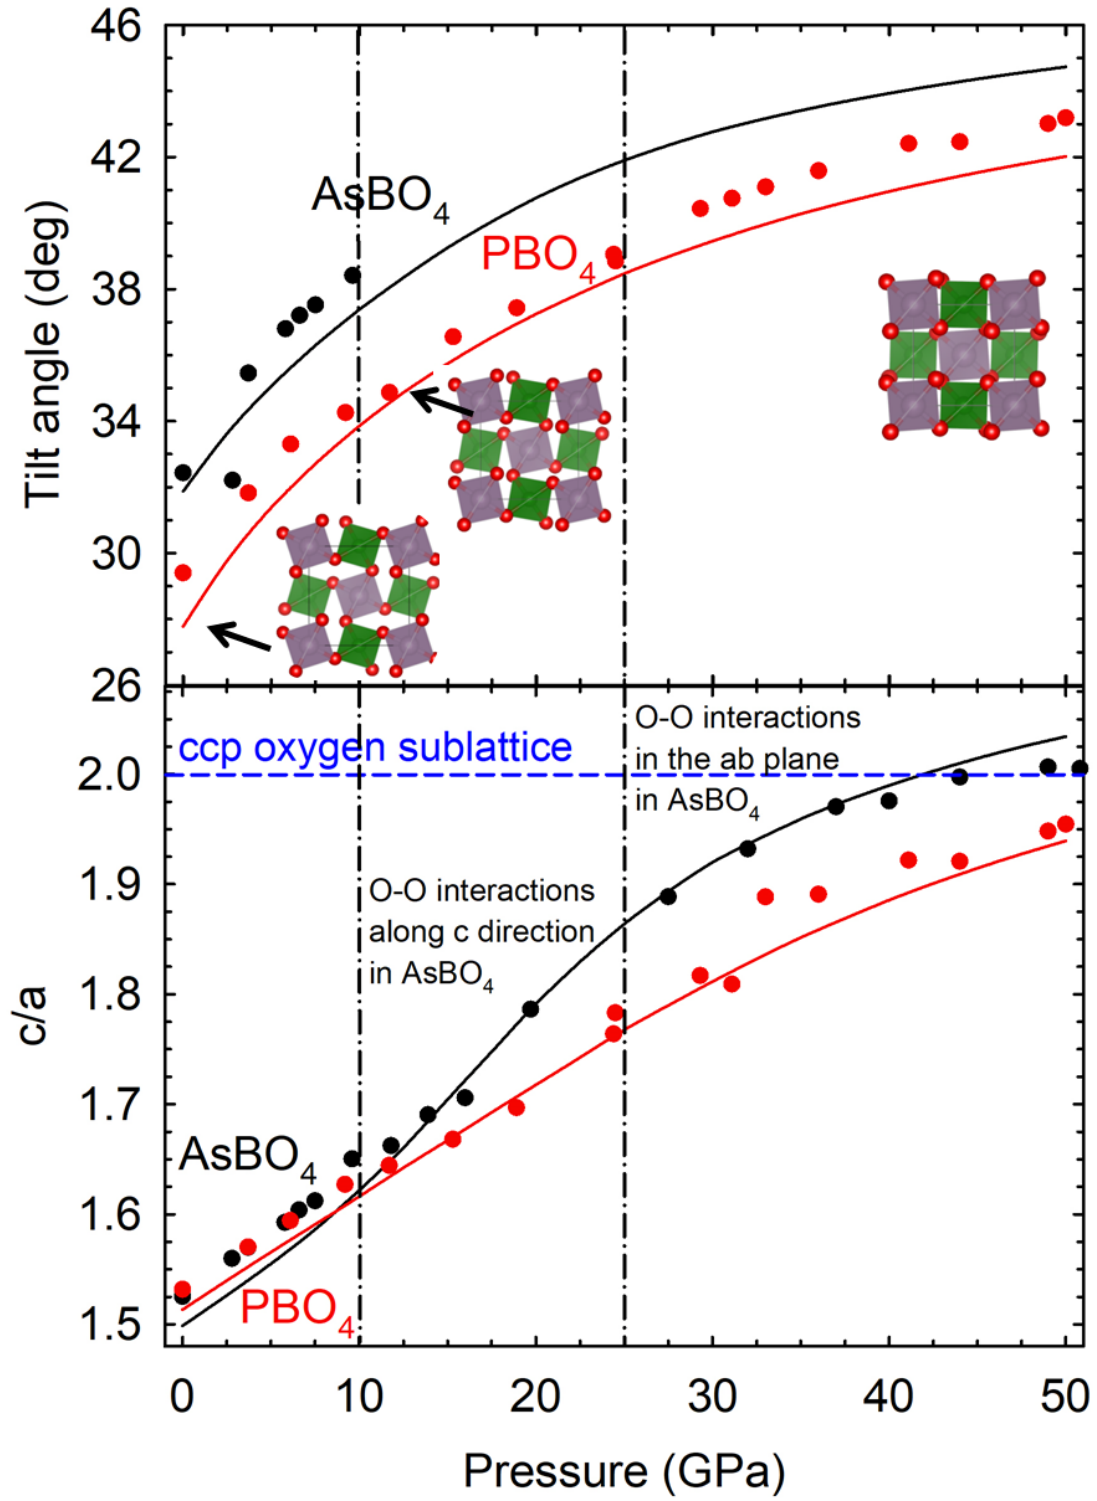 46
42
38
34
30
26
Tilt angle (deg)
AsBO4
PBO4
2.0
1.9
1.8
1.7
1.6
1.5
c/a
ccp oxygen sublattice
O-O interactions
in the ab plane
in AsBO4
O-O interactions
along c direction
in AsBO4
AsBO4
PBO4
0 10 20 30 40 50
Pressure (GPa)